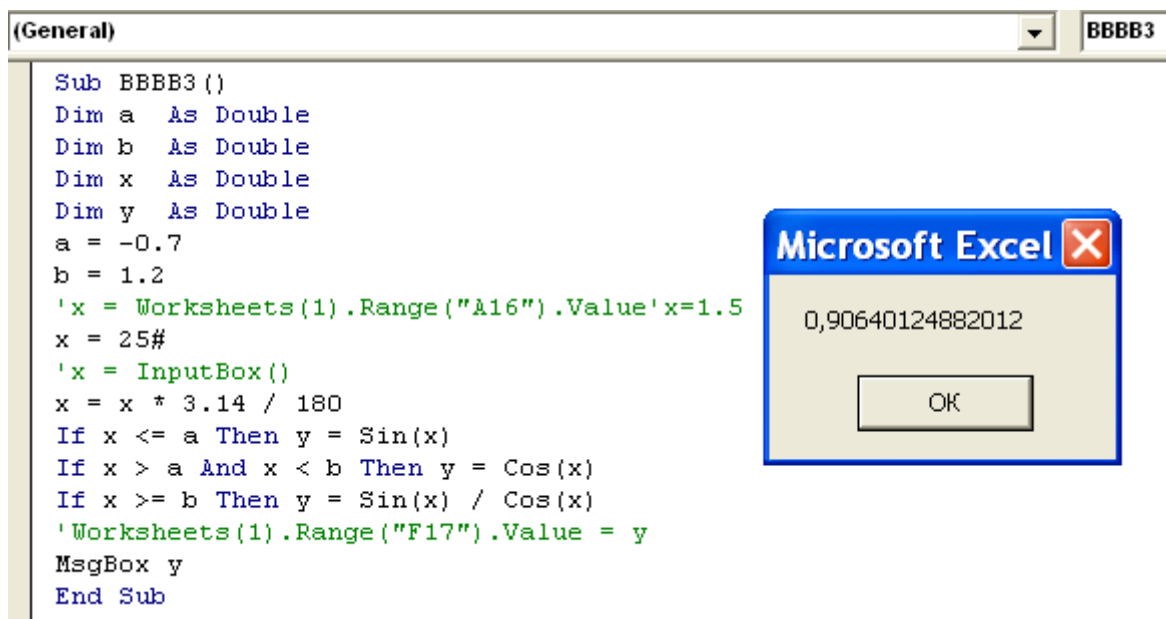 (General) BBBB3
Sub BBBB3()
Dim a  As Double
Dim b  As Double
Dim x  As Double
Dim y  As Double
a = -0.7
b = 1.2
'x = Worksheets(1).Range("A16").Value'x=1.5
x = 25#
'x = InputBox()
x = x * 3.14 / 180
If x <= a Then y = Sin(x)
If x > a And x < b Then y = Cos(x)
If x >= b Then y = Sin(x) / Cos(x)
'Worksheets(1).Range("F17").Value = y
MsgBox y
End Sub
Microsoft Excel
0,90640124882012
ОК